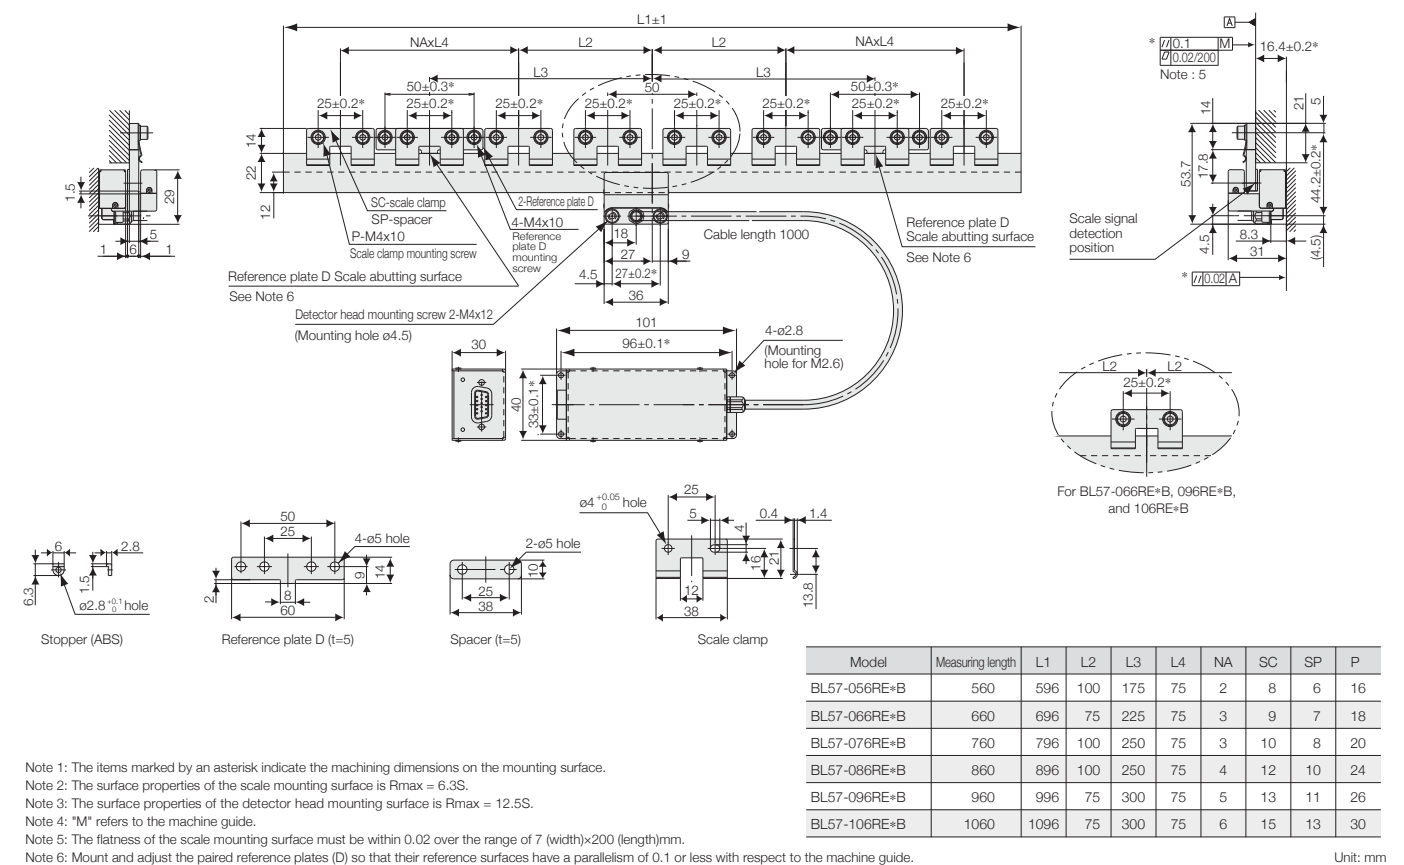 L1±1
NAxL4
L2
L2
NAxL4
L3
L3
50±0.3*
50
50±0.3*
25±0.2*
25±0.2*
25±0.2*
25±0.2*
25±0.2*
25±0.2*
25±0.2*
25±0.2*
14
22
12
SC-scale clamp
SP-spacer
P-M4x10
Scale clamp mounting screw
2-Reference plate D
4-M4x10
Reference
plate D
mounting
screw
Reference plate D Scale abutting surface
See Note 6
Detector head mounting screw 2-M4x12
(Mounting hole ø4.5)
Cable length 1000
Reference plate D
Scale abutting surface
See Note 6
18
27
9
4.5
27±0.2*
36
1.5
29
5
1
6
1
A
*
// 0.1 M
0.02/200
Note : 5
16.4±0.2*
14
21
5
53.7
17.8
44.2±0.2*
Scale signal
detection
position
4.5
8.3
31
(4.5)
*
// 0.02 A
101
96±0.1*
4-ø2.8
(Mounting
hole for M2.6)
30
40
33±0.1*
L2
L2
25±0.2*
For BL57-066RE*B, 096RE*B,
and 106RE*B
6
2.8
6.3
1.5
ø2.8 +0.1 0 hole
Stopper (ABS)
50
25
4-ø5 hole
9
14
2
8
60
Reference plate D (t=5)
2-ø5 hole
10
25
38
Spacer (t=5)
ø4 +0.05 0 hole
25
5
4
0.4
1.4
16
21
12
38
13.8
Scale clamp
Model Measuring length L1 L2 L3 L4 NA SC SP P
BL57-056RE*B 560 596 100 175 75 2 8 6 16
BL57-066RE*B 660 696 75 225 75 3 9 7 18
BL57-076RE*B 760 796 100 250 75 3 10 8 20
BL57-086RE*B 860 896 100 250 75 4 12 10 24
BL57-096RE*B 960 996 75 300 75 5 13 11 26
BL57-106RE*B 1060 1096 75 300 75 6 15 13 30
Note 1: The items marked by an asterisk indicate the machining dimensions on the mounting surface.
Note 2: The surface properties of the scale mounting surface is Rmax = 6.3S.
Note 3: The surface properties of the detector head mounting surface is Rmax = 12.5S.
Note 4: "M" refers to the machine guide.
Note 5: The flatness of the scale mounting surface must be within 0.02 over the range of 7 (width)×200 (length)mm.
Note 6: Mount and adjust the paired reference plates (D) so that their reference surfaces have a parallelism of 0.1 or less with respect to the machine guide.
Unit: mm